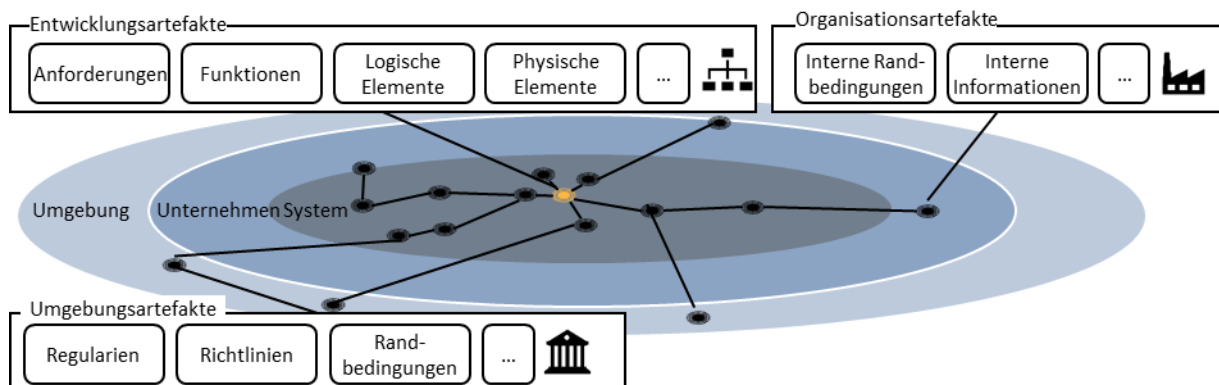 Entwicklungsartefakte
Anforderungen
Funktionen
Logische
Elemente
Physische
Elemente
...
Organisationsartefakte
Interne Rand-
bedingungen
Interne
Informationen
...
Umgebung
Unternehmen
System
Umgebungsartefakte
Regularien
Richtlinien
Rand-
bedingungen
...